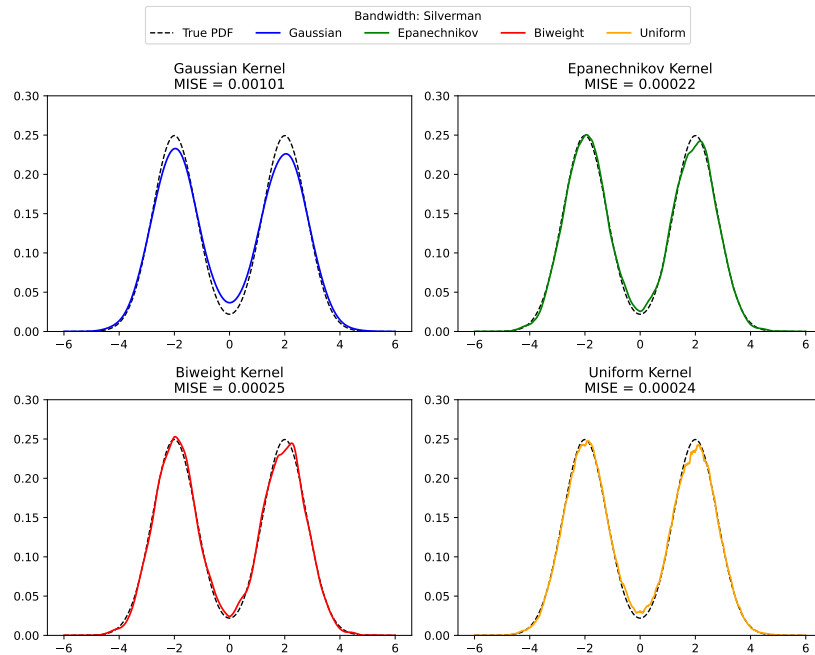 Bandwidth: Silverman
True PDF Gaussian Epanechnikov Biweight Uniform
Gaussian Kernel
MISE = 0.00101
0.30
0.25
0.20
0.15
0.10
0.05
0.00
−6 −4 −2 0 2 4 6
Epanechnikov Kernel
MISE = 0.00022
0.30
0.25
0.20
0.15
0.10
0.05
0.00
−6 −4 −2 0 2 4 6
Biweight Kernel
MISE = 0.00025
0.30
0.25
0.20
0.15
0.10
0.05
0.00
−6 −4 −2 0 2 4 6
Uniform Kernel
MISE = 0.00024
0.30
0.25
0.20
0.15
0.10
0.05
0.00
−6 −4 −2 0 2 4 6